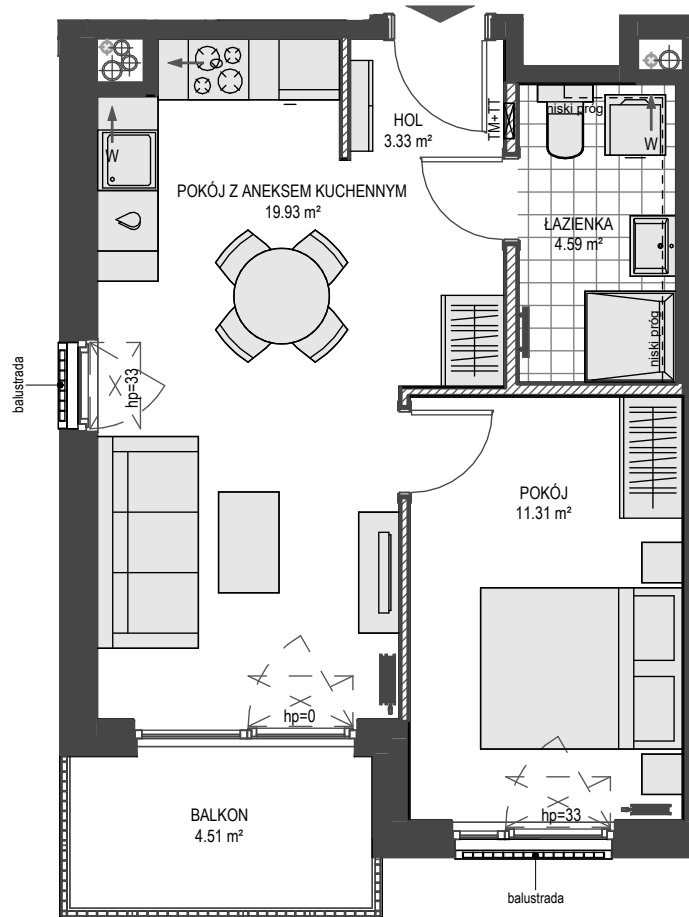 niski próg
TM+TT
HOL
3.33 m²
W
W
POKÓJ Z ANEKSEM KUCHENNYM
19.93 m²
ŁAZIENKA
4.59 m²
niski próg
balustrada
hp=33
POKÓJ
11.31 m²
hp=0
BALKON
4.51 m²
hp=33
balustrada